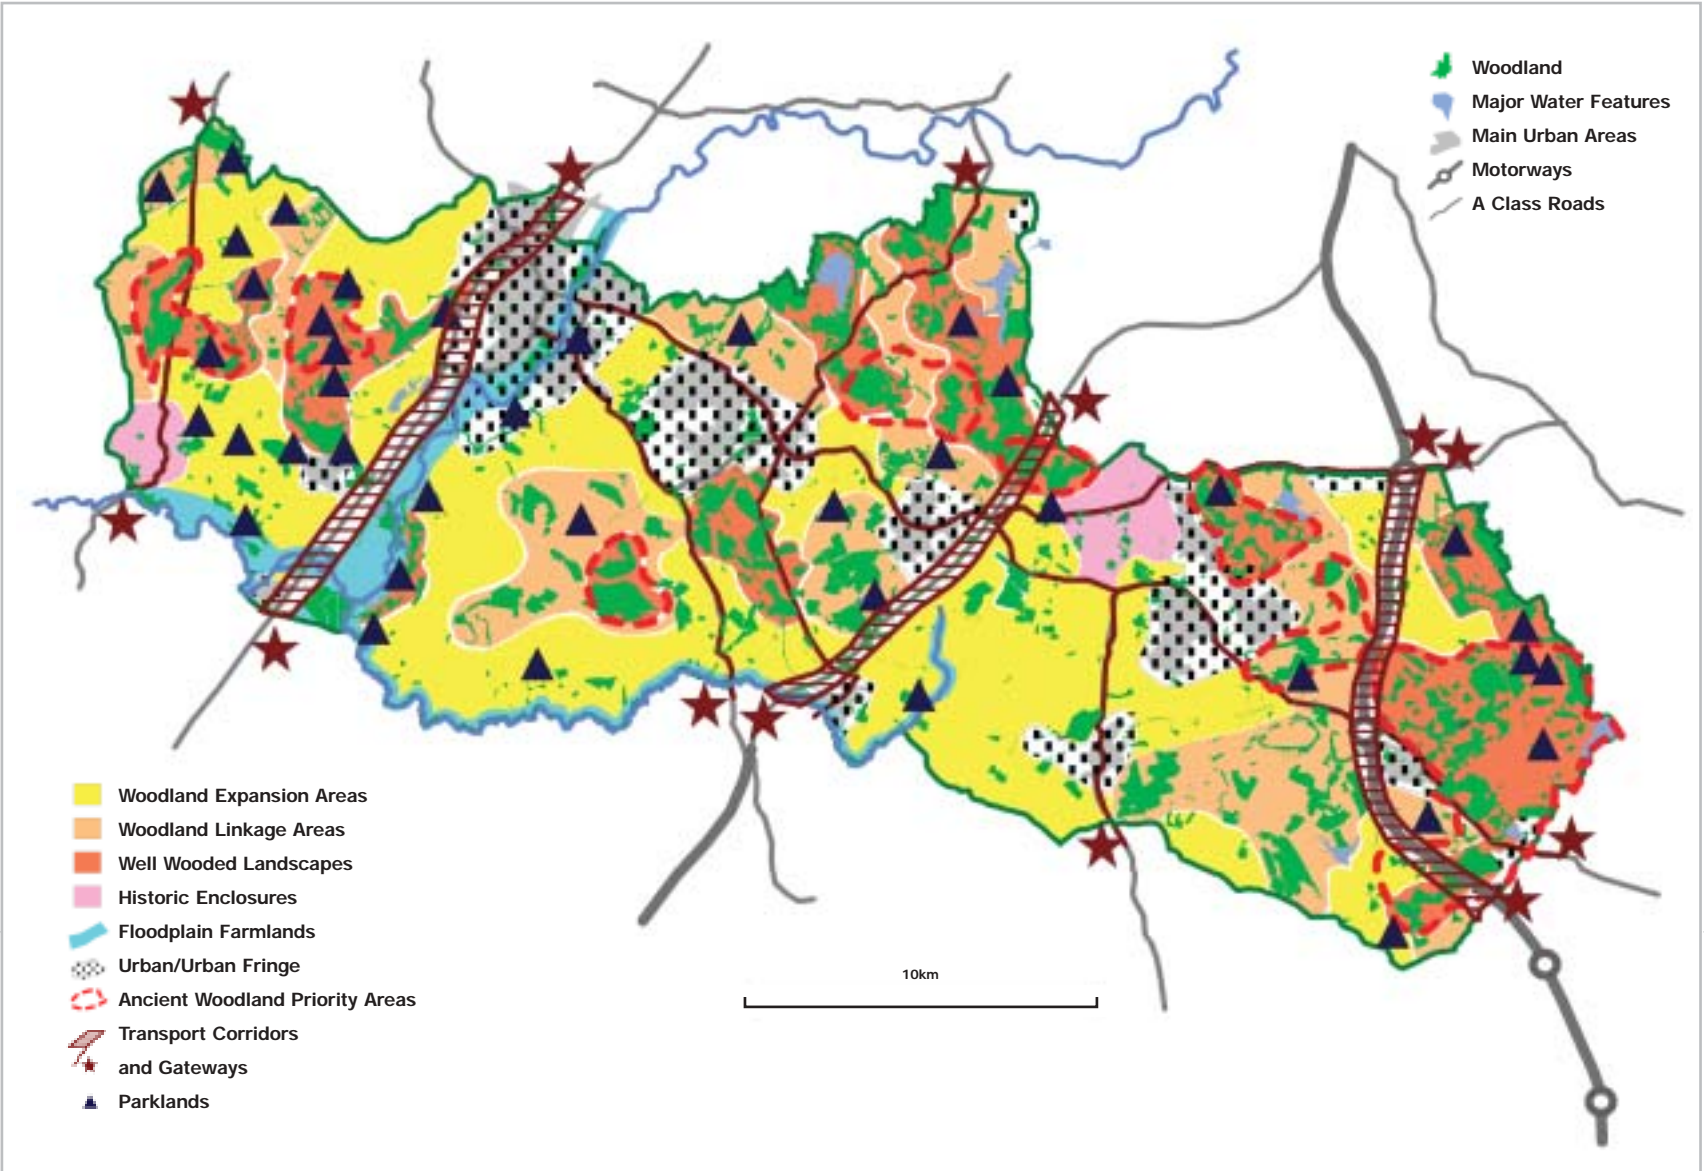 Woodland
Major Water Features
Main Urban Areas
Motorways
A Class Roads
Woodland Expansion Areas
Woodland Linkage Areas
Well Wooded Landscapes
Historic Enclosures
Floodplain Farmlands
Urban/Urban Fringe
Ancient Woodland Priority Areas
Transport Corridors
and Gateways
Parklands
10km